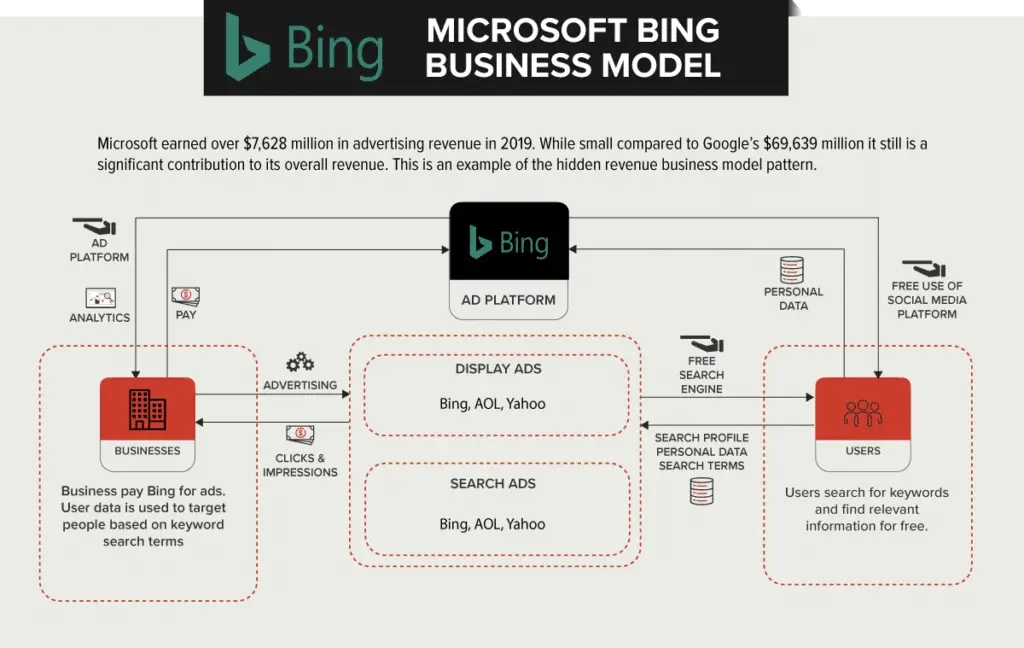 Bing
MICROSOFT BING
BUSINESS MODEL
Microsoft earned over $7,628 million in advertising revenue in 2019. While small compared to Google's $69,639 million it still is a
significant contribution to its overall revenue. This is an example of the hidden revenue business model pattern.
AD
PLATFORM
ANALYTICS
PAY
Bing
AD PLATFORM
PERSONAL
DATA
FREE USE OF
SOCIAL MEDIA
PLATFORM
BUSINESSES
Business pay Bing for ads.
User data is used to target
people based on keyword
search terms
ADVERTISING
CLICKS &
IMPRESSIONS
DISPLAY ADS
Bing, AOL, Yahoo
SEARCH ADS
Bing, AOL, Yahoo
FREE
SEARCH
ENGINE
SEARCH PROFILE
PERSONAL DATA
SEARCH TERMS
USERS
Users search for keywords
and find relevant
information for free.